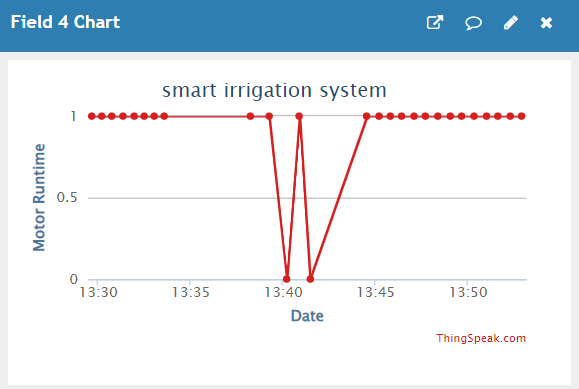 Field 4 Chart
smart irrigation system
Motor Runtime
1
0.5
0
13:30 13:35 13:40 13:45 13:50
Date
ThingSpeak.com